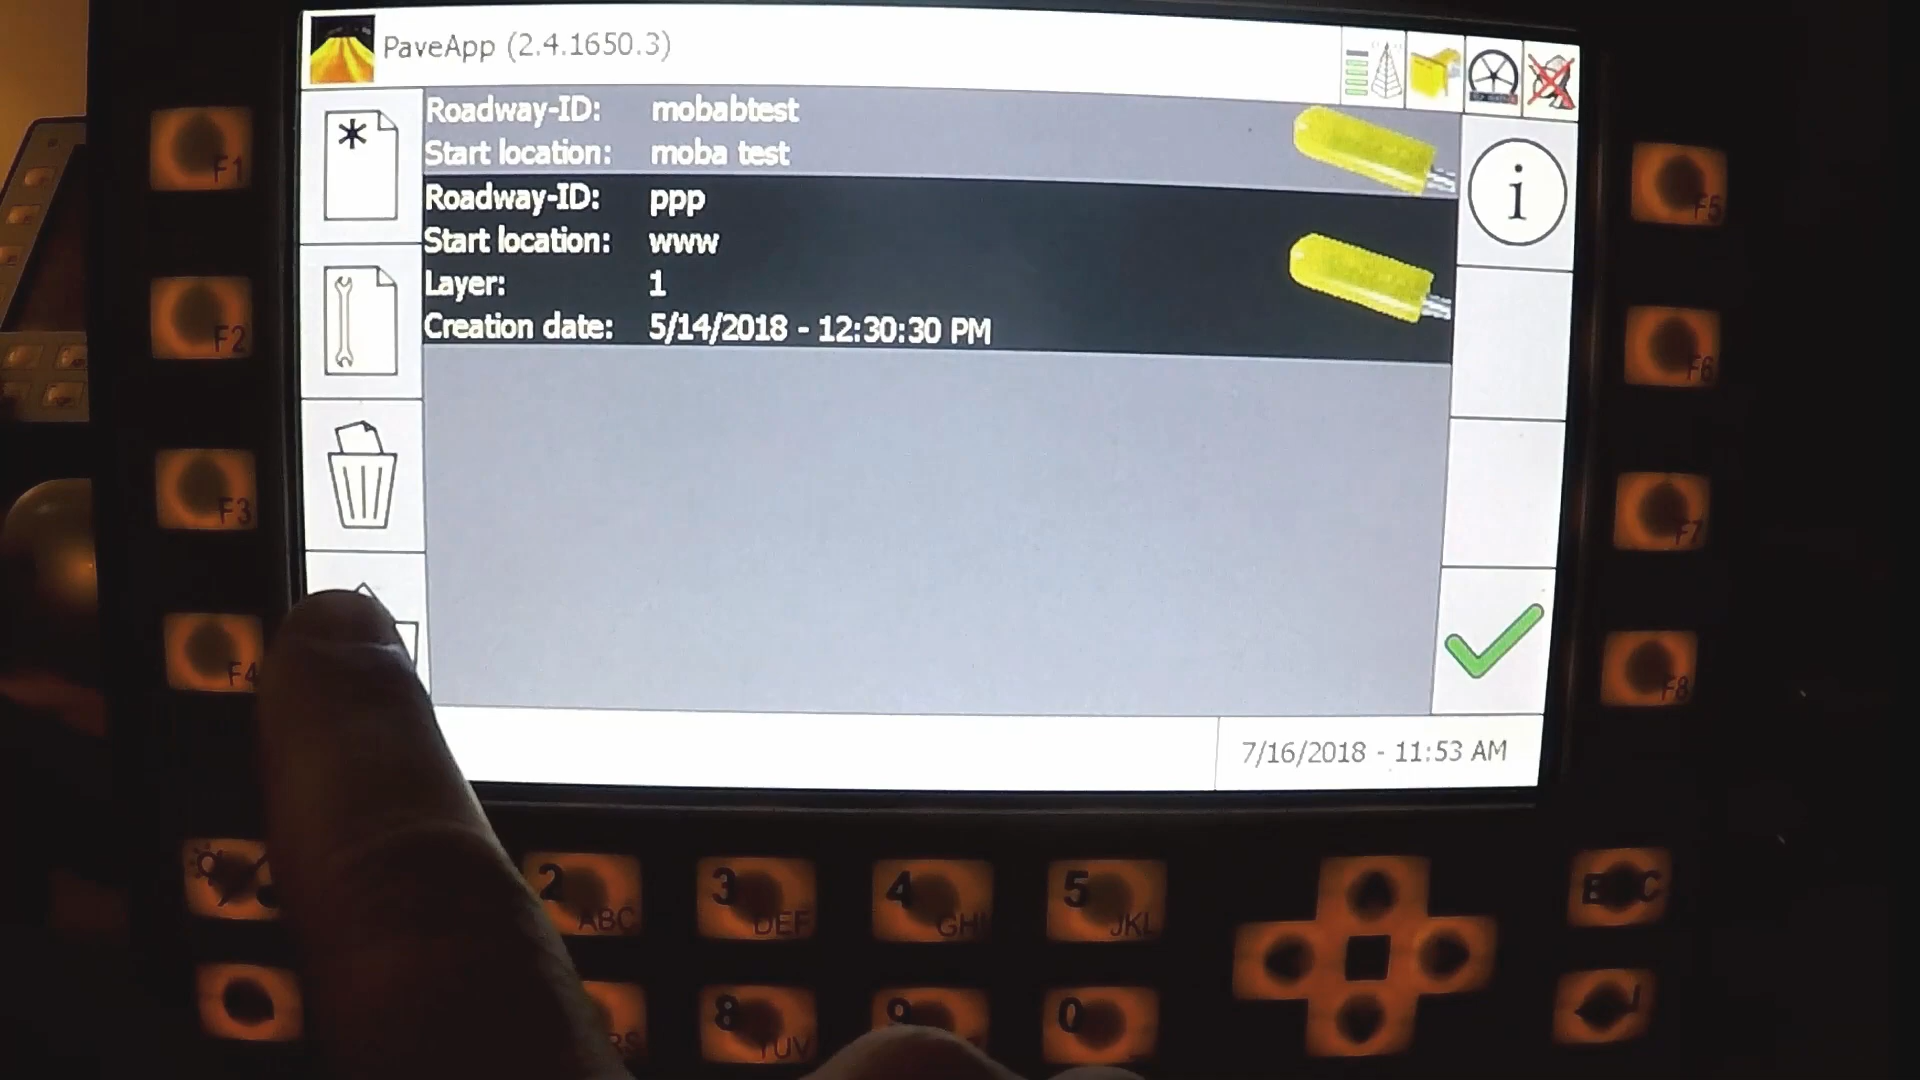 PaveApp (2.4.1650.3)
Roadway-ID: mobabtest
Start location: moba test
Roadway-ID: ppp
Start location: www
Layer: 1
Creation date: 5/14/2018 - 12:30:30 PM
i
7/16/2018 - 11:53 AM
F1
F2
F3
F4
F5
F6
F7
F8
2 ABC
3 DEF
4 GHI
5 JKL
8 TUV
9
0